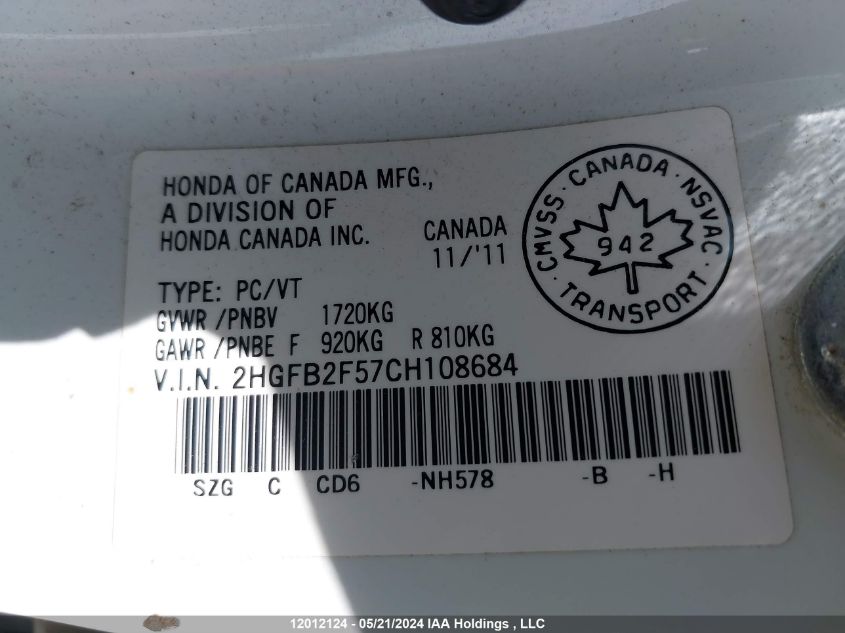 HONDA OF CANADA MFG.,
A DIVISION OF
HONDA CANADA INC.
CANADA
11/'11
CMVSS · CANADA · NSVAC · TRANSPORT ·
942
TYPE: PC/VT
GVWR /PNBV 1720KG
GAWR /PNBE F 920KG R 810KG
V.I.N. 2HGFB2F57CH108684
SZG C CD6 -NH578 -B -H
12012124 - 05/21/2024 IAA Holdings , LLC